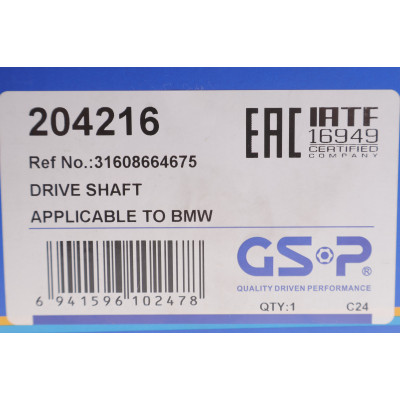 204216
EAC
IATF
16949
CERTIFIED
COMPANY
Ref No.:31608664675
DRIVE SHAFT
APPLICABLE TO BMW
6 941596 102478
GSP®
QUALITY DRIVEN PERFORMANCE
QTY:1 C24